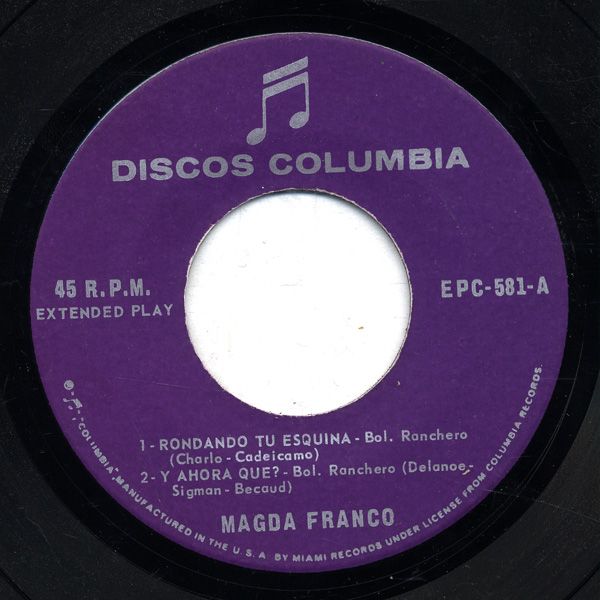 DISCOS COLUMBIA
45 R.P.M.
EXTENDED PLAY
EPC-581-A
1-RONDANDO TU ESQUINA-Bol. Ranchero
(Charlo-Cadeicamo)
2-Y AHORA QUE?-Bol. Ranchero (Delanoe-
Sigman-Becaud)
MAGDA FRANCO
"COLUMBIA"-MANUFACTURED IN THE U.S.A BY MIAMI RECORDS UNDER LICENSE FROM COLUMBIA RECORDS.